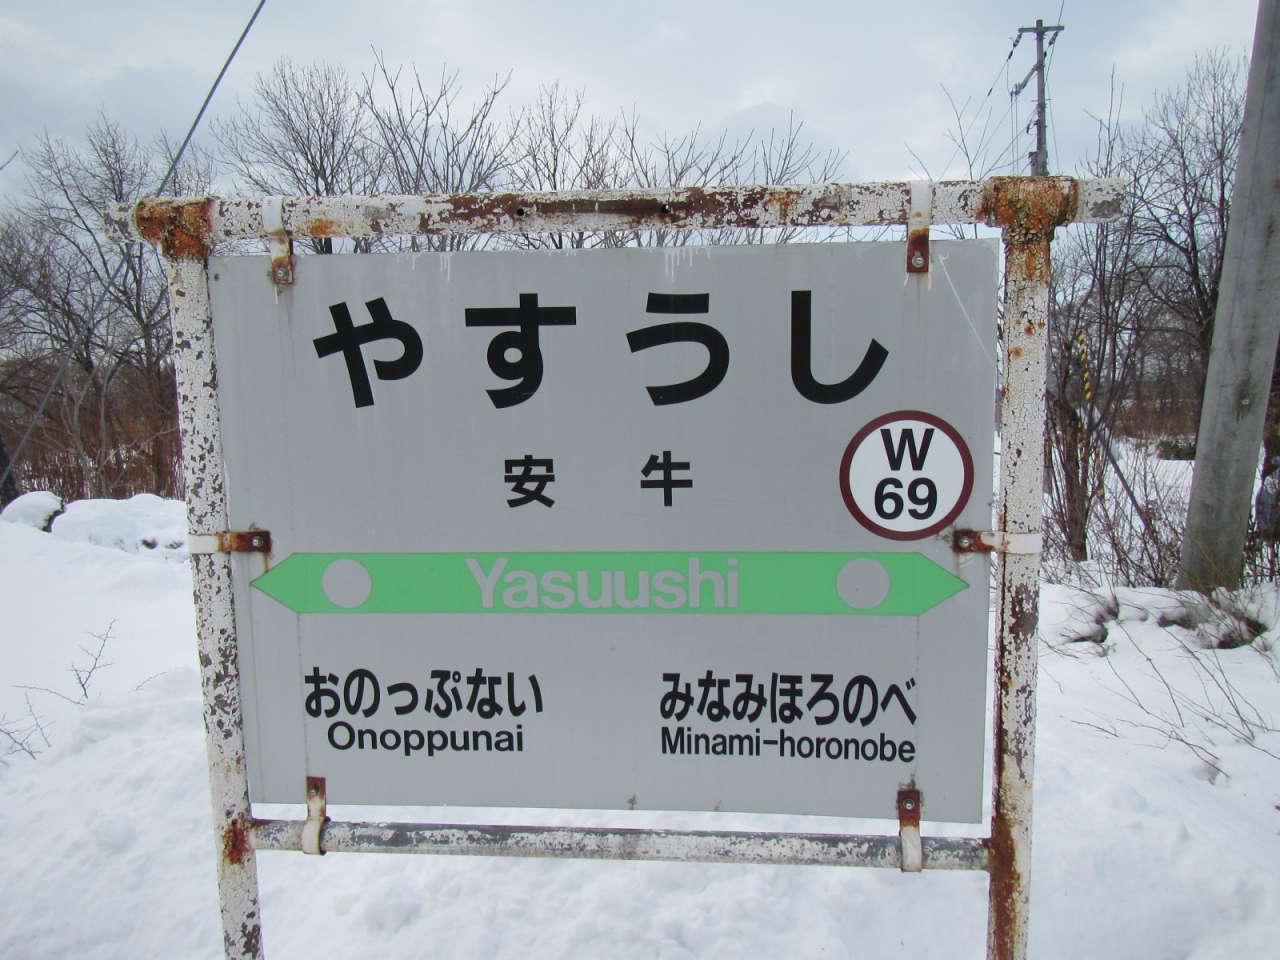 やすうし
安牛
W
69
Yasuushi
おのっぷない
Onoppunai
みなみほろのべ
Minami-horonobe